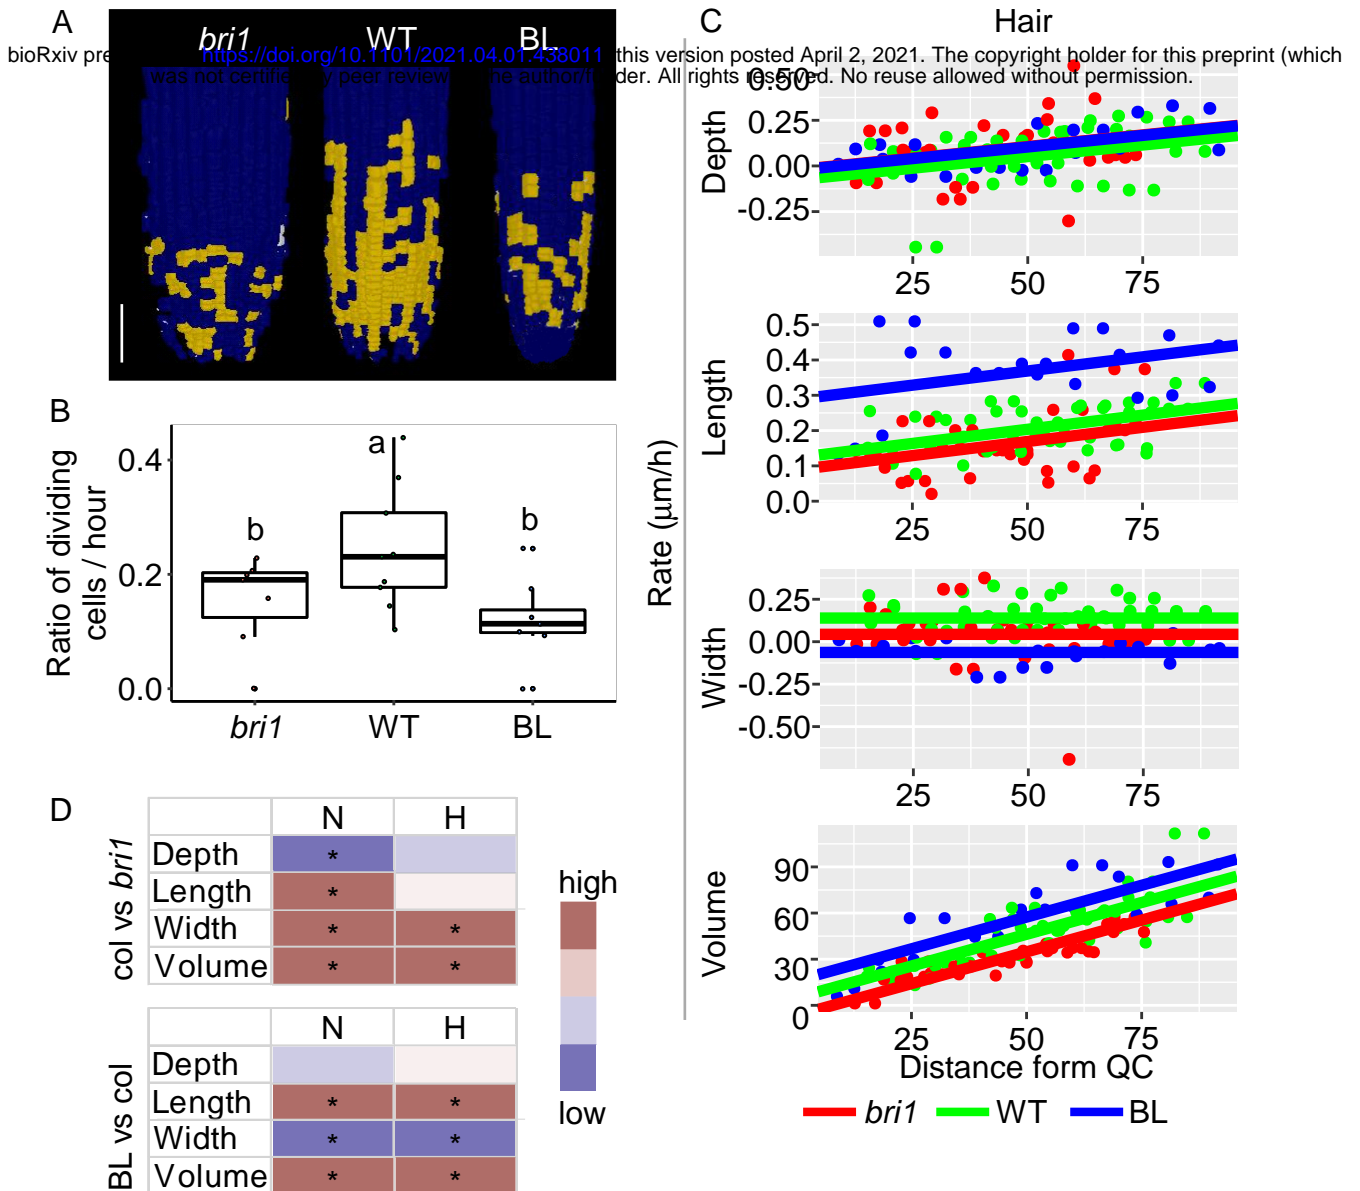 A
bri1
WT
BL
C
Hair
bioRxiv pre
https://doi.org/10.1101/2021.04.01.438011
this version posted April 2, 2021. The copyright holder for this preprint (which
was not certifie
y peer review
he author/f
der. All rights reserved. No reuse allowed without permission.
Depth
0.50
0.25
0.00
-0.25
25
50
75
Length
0.5
0.4
0.3
0.2
0.1
0.0
25
50
75
Rate (μm/h)
Width
0.25
0.00
-0.25
-0.50
25
50
75
Volume
90
60
30
0
25
50
75
Distance form QC
bri1
WT
BL
B
Ratio of dividing
cells / hour
0.4
0.2
0.0
b
a
b
bri1
WT
BL
D
col vs bri1
N H
Depth *
Length *
Width * *
Volume * *
BL vs col
N H
Depth
Length * *
Width * *
Volume * *
high
low